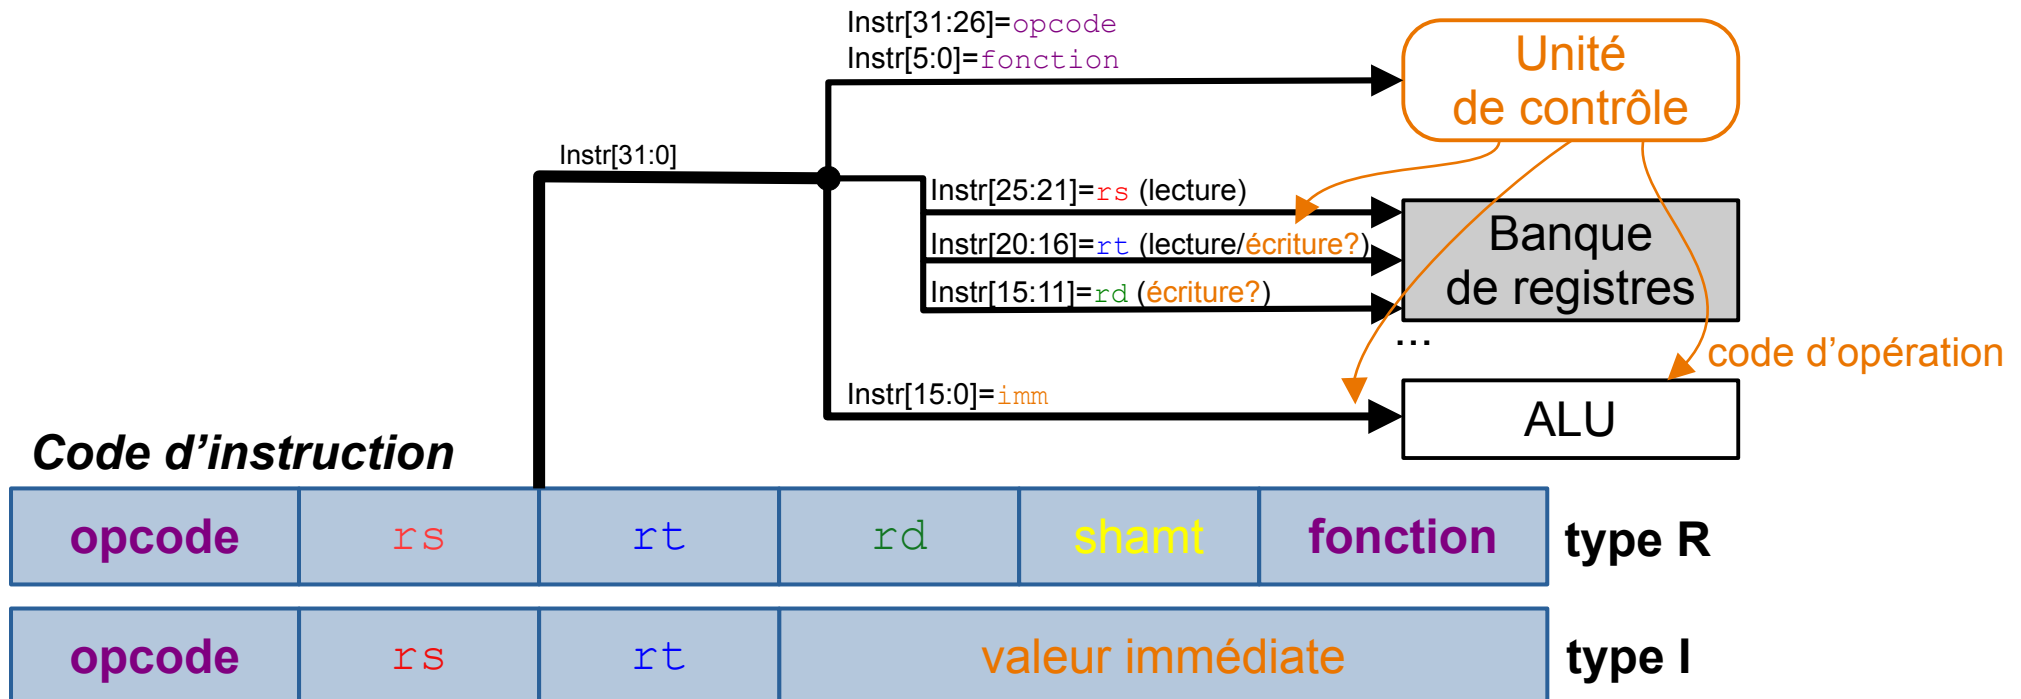 Instr[31:26]=opcode
Instr[5:0]=fonction
Unité
de contrôle
Instr[31:0]
Instr[25:21]=rs (lecture)
Instr[20:16]=rt (lecture/écriture?)
Instr[15:11]=rd (écriture?)
Banque
de registres
...
code d’opération
Instr[15:0]=imm
ALU
Code d’instruction
opcode rs rt rd shamt fonction type R
opcode rs rt valeur immédiate type I